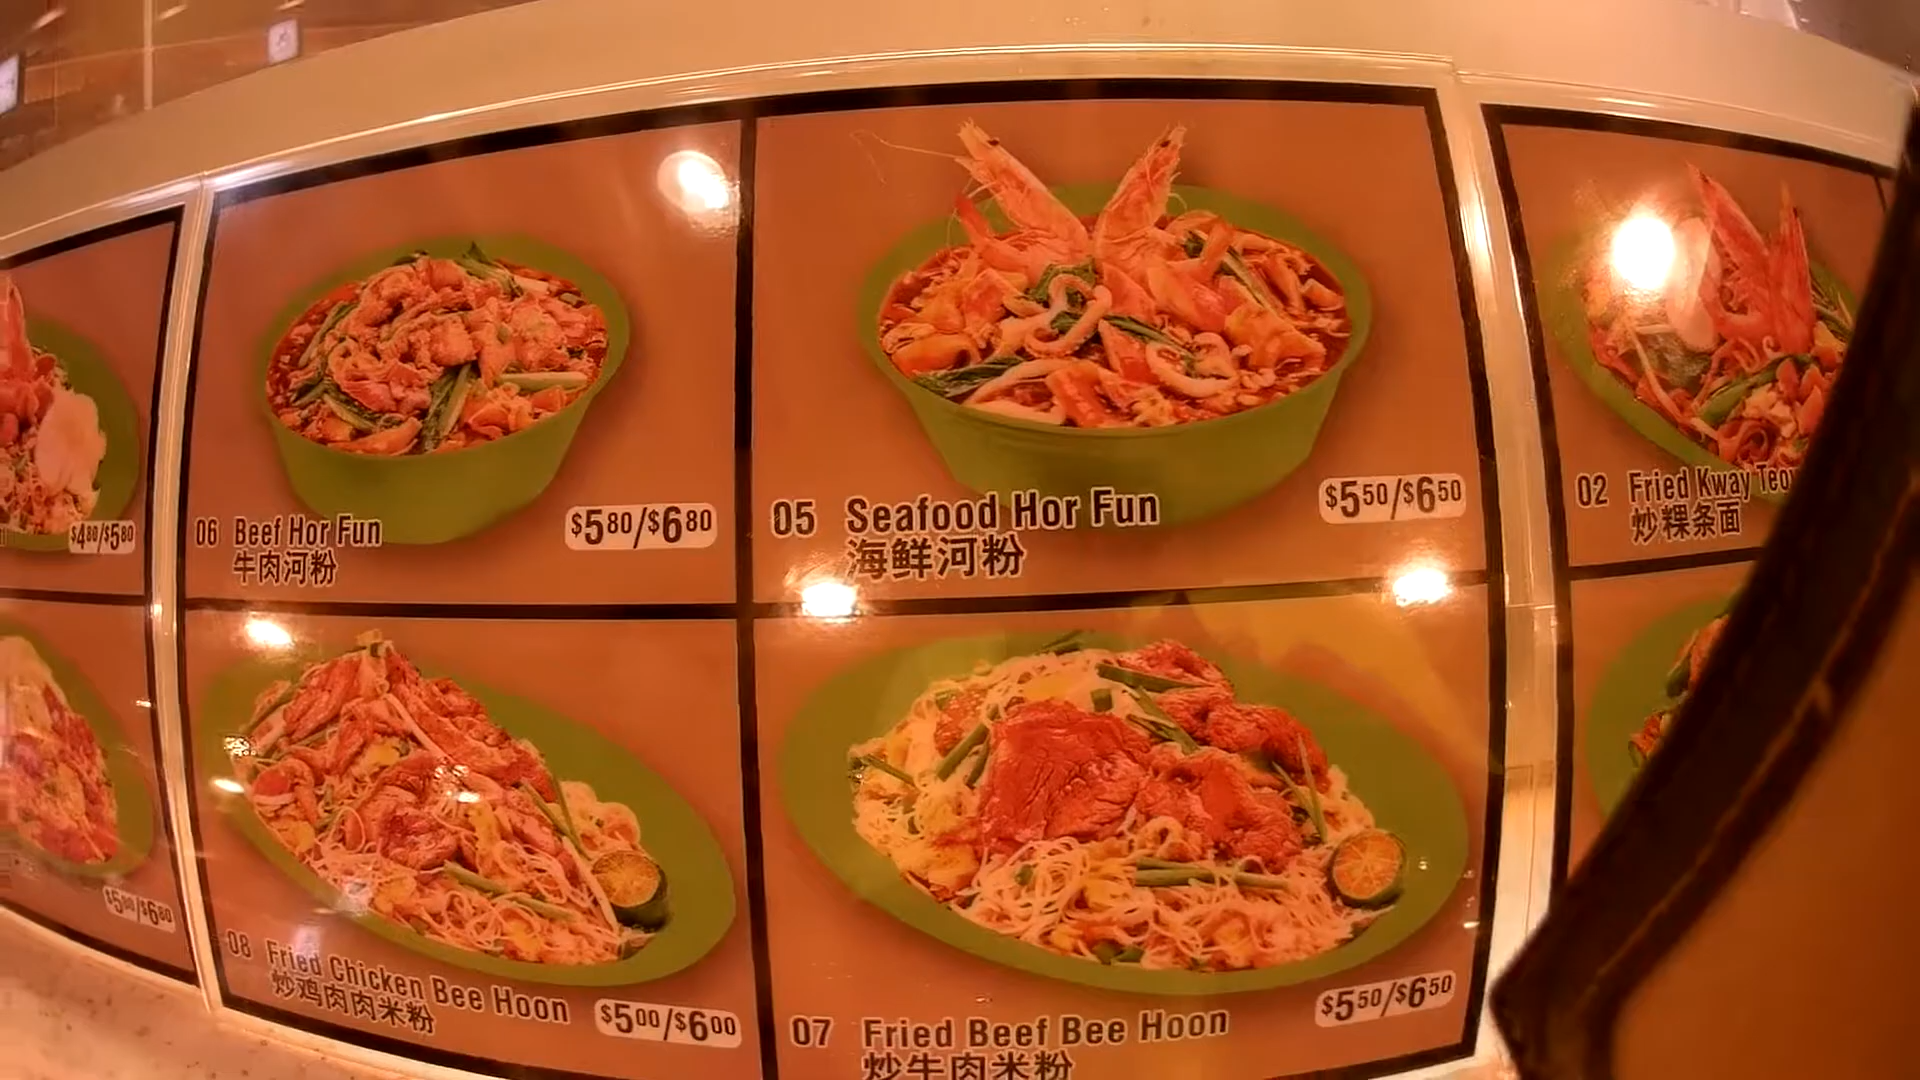 $4.80/$5.80
06 Beef Hor Fun
牛肉河粉
$5.80/$6.80
05 Seafood Hor Fun
海鲜河粉
$5.50/$6.50
02 Fried Kway Teow
炒粿条面
$5.80/$6.80
08 Fried Chicken Bee Hoon
炒鸡肉肉米粉
$5.00/$6.00
07 Fried Beef Bee Hoon
炒牛肉米粉
$5.50/$6.50